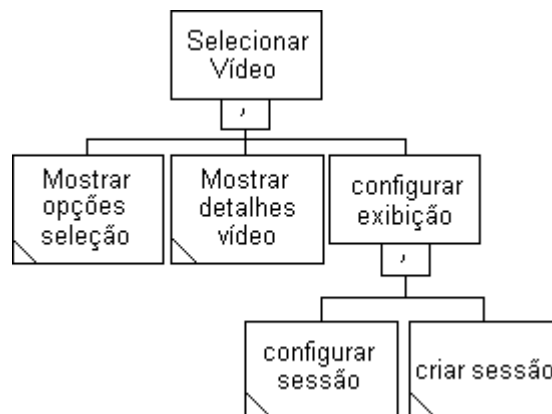 Selecionar
Vídeo
,
Mostrar
opções
seleção
Mostrar
detalhes
vídeo
configurar
exibição
,
configurar
sessão
criar sessão